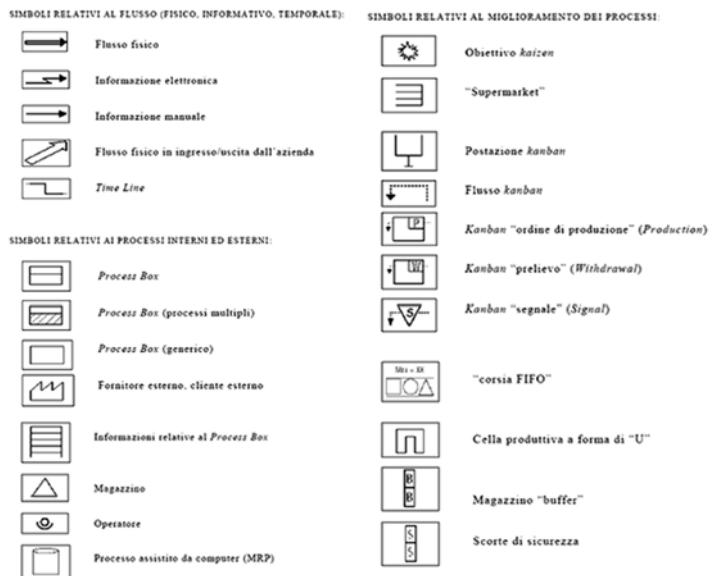 SIMBOLI RELATIVI AL FLUSSO (FISICO, INFORMATIVO, TEMPORALE):
Flusso fisico
Informazione elettronica
Informazione manuale
Flusso fisico in ingresso/uscita dall'azienda
Time Line
SIMBOLI RELATIVI AI PROCESSI INTERNI ED ESTERNI:
Process Box
Process Box (processi multipli)
Process Box (generico)
Fornitore esterno, cliente esterno
Informazioni relative al Process Box
Magazzino
Operatore
Processo assistito da computer (MRP)
SIMBOLI RELATIVI AL MIGLIORAMENTO DEI PROCESSI:
Obiettivo kaizen
"Supermarket"
Postazione kanban
Flusso kanban
P
Kanban "ordine di produzione" (Production)
W
Kanban "prelievo" (Withdrawal)
S
Kanban "segnale" (Signal)
Max = XX
"corsia FIFO"
Cella produttiva a forma di "U"
B
B
Magazzino "buffer"
S
S
Scorte di sicurezza